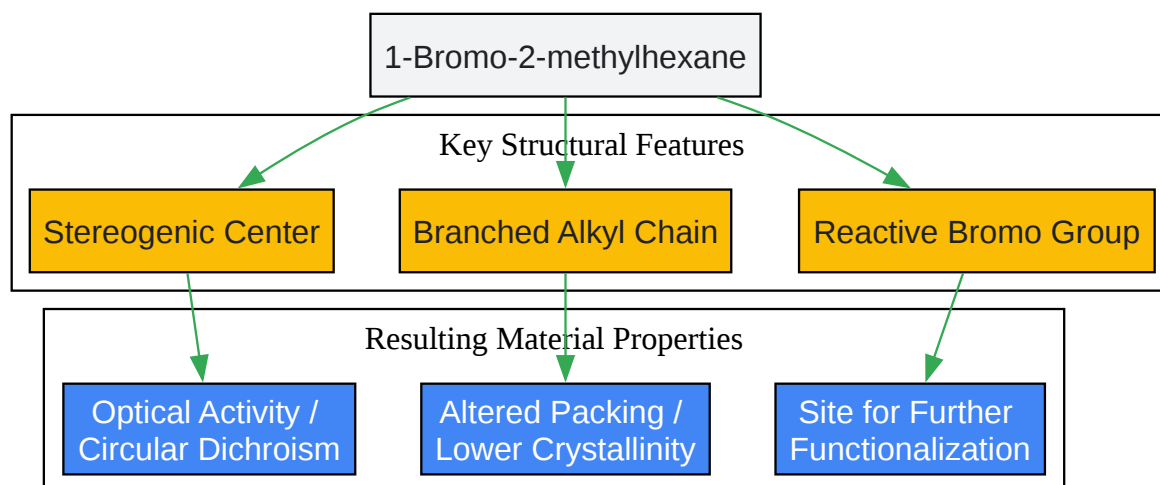 1-Bromo-2-methylhexane
Key Structural Features
Stereogenic Center
Branched Alkyl Chain
Reactive Bromo Group
Resulting Material Properties
Optical Activity /
Circular Dichroism
Altered Packing /
Lower Crystallinity
Site for Further
Functionalization